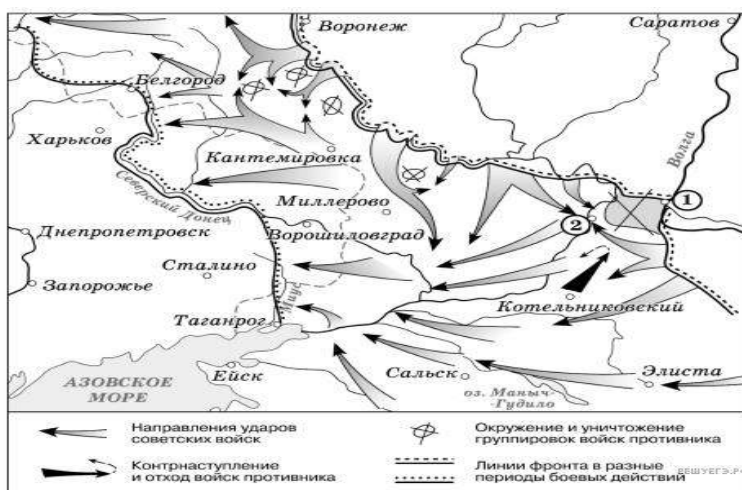 Воронеж
Саратов
Белгород
Харьков
Волга
Кантемировка
Северский Донец
Миллерово
1
2
Днепропетровск
Ворошиловград
Сталино
Запорожье
Миус
Котельниковский
Таганрог
АЗОВСКОЕ
МОРЕ
Ейск
Сальск
Элиста
оз. Маныч-
Гудило
Направления ударов
советских войск
Окружение и уничтожение
группировок войск противника
Контрнаступление
и отход войск противника
Линии фронта в разные
периоды боевых действий
РЕШУЕГЭ.РФ